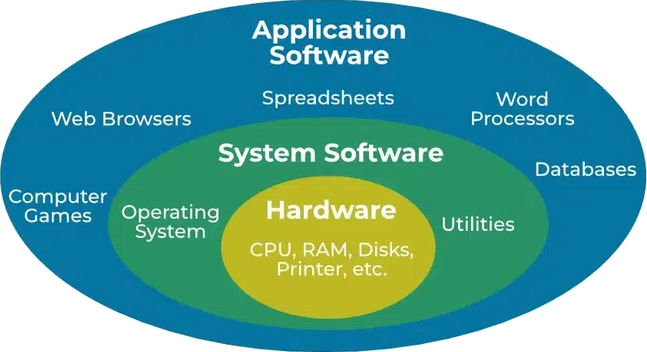 Application
Software
Spreadsheets
Word
Processors
Web Browsers
System Software
Databases
Computer
Games
Operating
System
Hardware
Utilities
CPU, RAM, Disks,
Printer, etc.